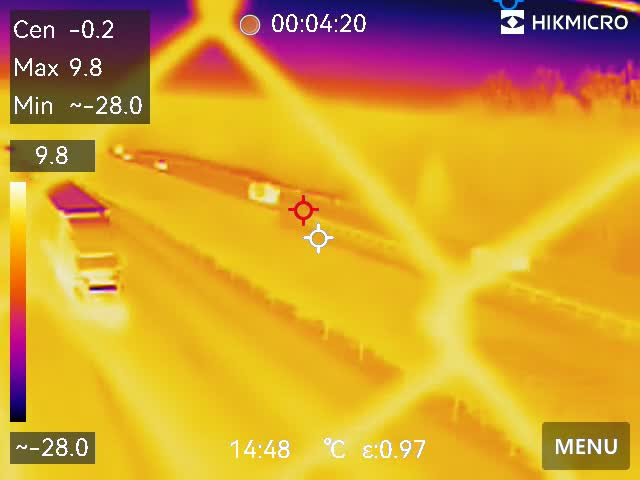 Cen -0.2
Max 9.8
Min ~-28.0
00:04:20
HIKMICRO
9.8
~-28.0
14:48 ℃ ε:0.97
MENU